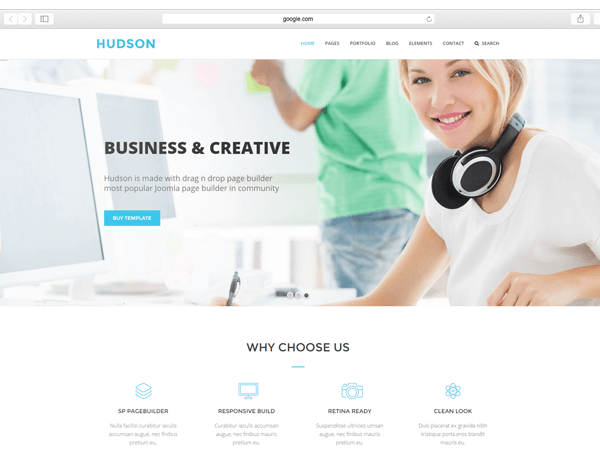 google.com
HUDSON
HOME PAGES PORTFOLIO BLOG ELEMENTS CONTACT SEARCH
BUSINESS & CREATIVE
Hudson is made with drag n drop page builder
most popular Joomla page builder in community
BUY TEMPLATE
WHY CHOOSE US
SP PAGEBUILDER
Nulla facilisi curabitur iaculis
accumsan augue, nec finibus
pretium eu.
RESPONSIVE BUILD
Curabitur iaculis accumsan
augue, nec finibus mauris
pretium eu.
RETINA READY
Suspendisse ultricies umsan
augue, nec finibus mauris
pretium eu.
CLEAN LOOK
Duis placerat ex gravida nibh
tristique porta.eros blandit
mauris eu.